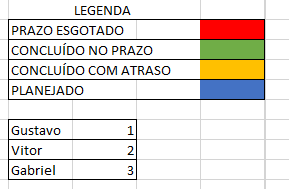 LEGENDA
PRAZO ESGOTADO
CONCLUÍDO NO PRAZO
CONCLUÍDO COM ATRASO
PLANEJADO
Gustavo 1
Vitor 2
Gabriel 3